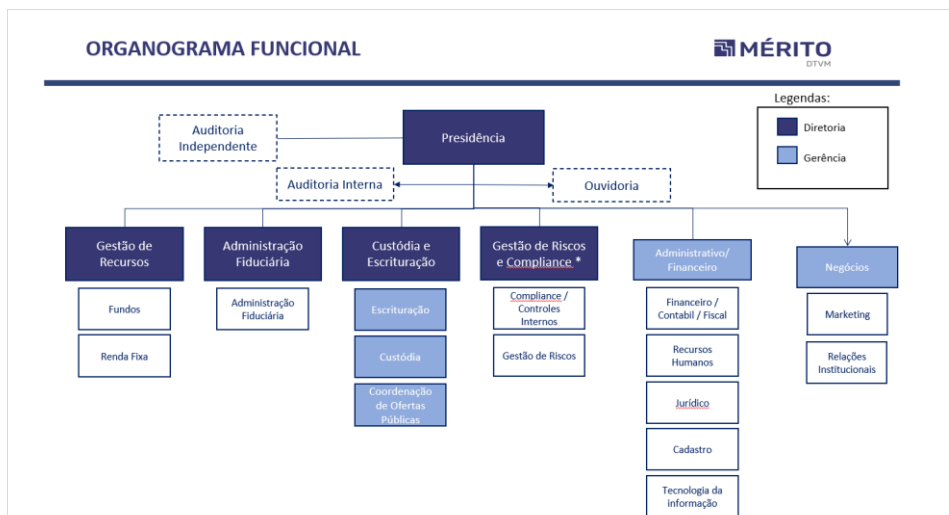 ORGANOGRAMA FUNCIONAL
MÉRITO
DTVM
Legendas:
Diretoria
Gerência
Auditoria
Independente
Presidência
Auditoria Interna
Ouvidoria
Gestão de
Recursos
Fundos
Renda Fixa
Administração
Fiduciária
Administração
Fiduciária
Custódia e
Escrituração
Escrituração
Custódia
Coordenação
de Ofertas
Públicas
Gestão de Riscos
e Compliance *
Compliance /
Controles
Internos
Gestão de Riscos
Administrativo/
Financeiro
Financeiro /
Contabil / Fiscal
Recursos
Humanos
Jurídico
Cadastro
Tecnologia da
informação
Negócios
Marketing
Relações
Institucionais